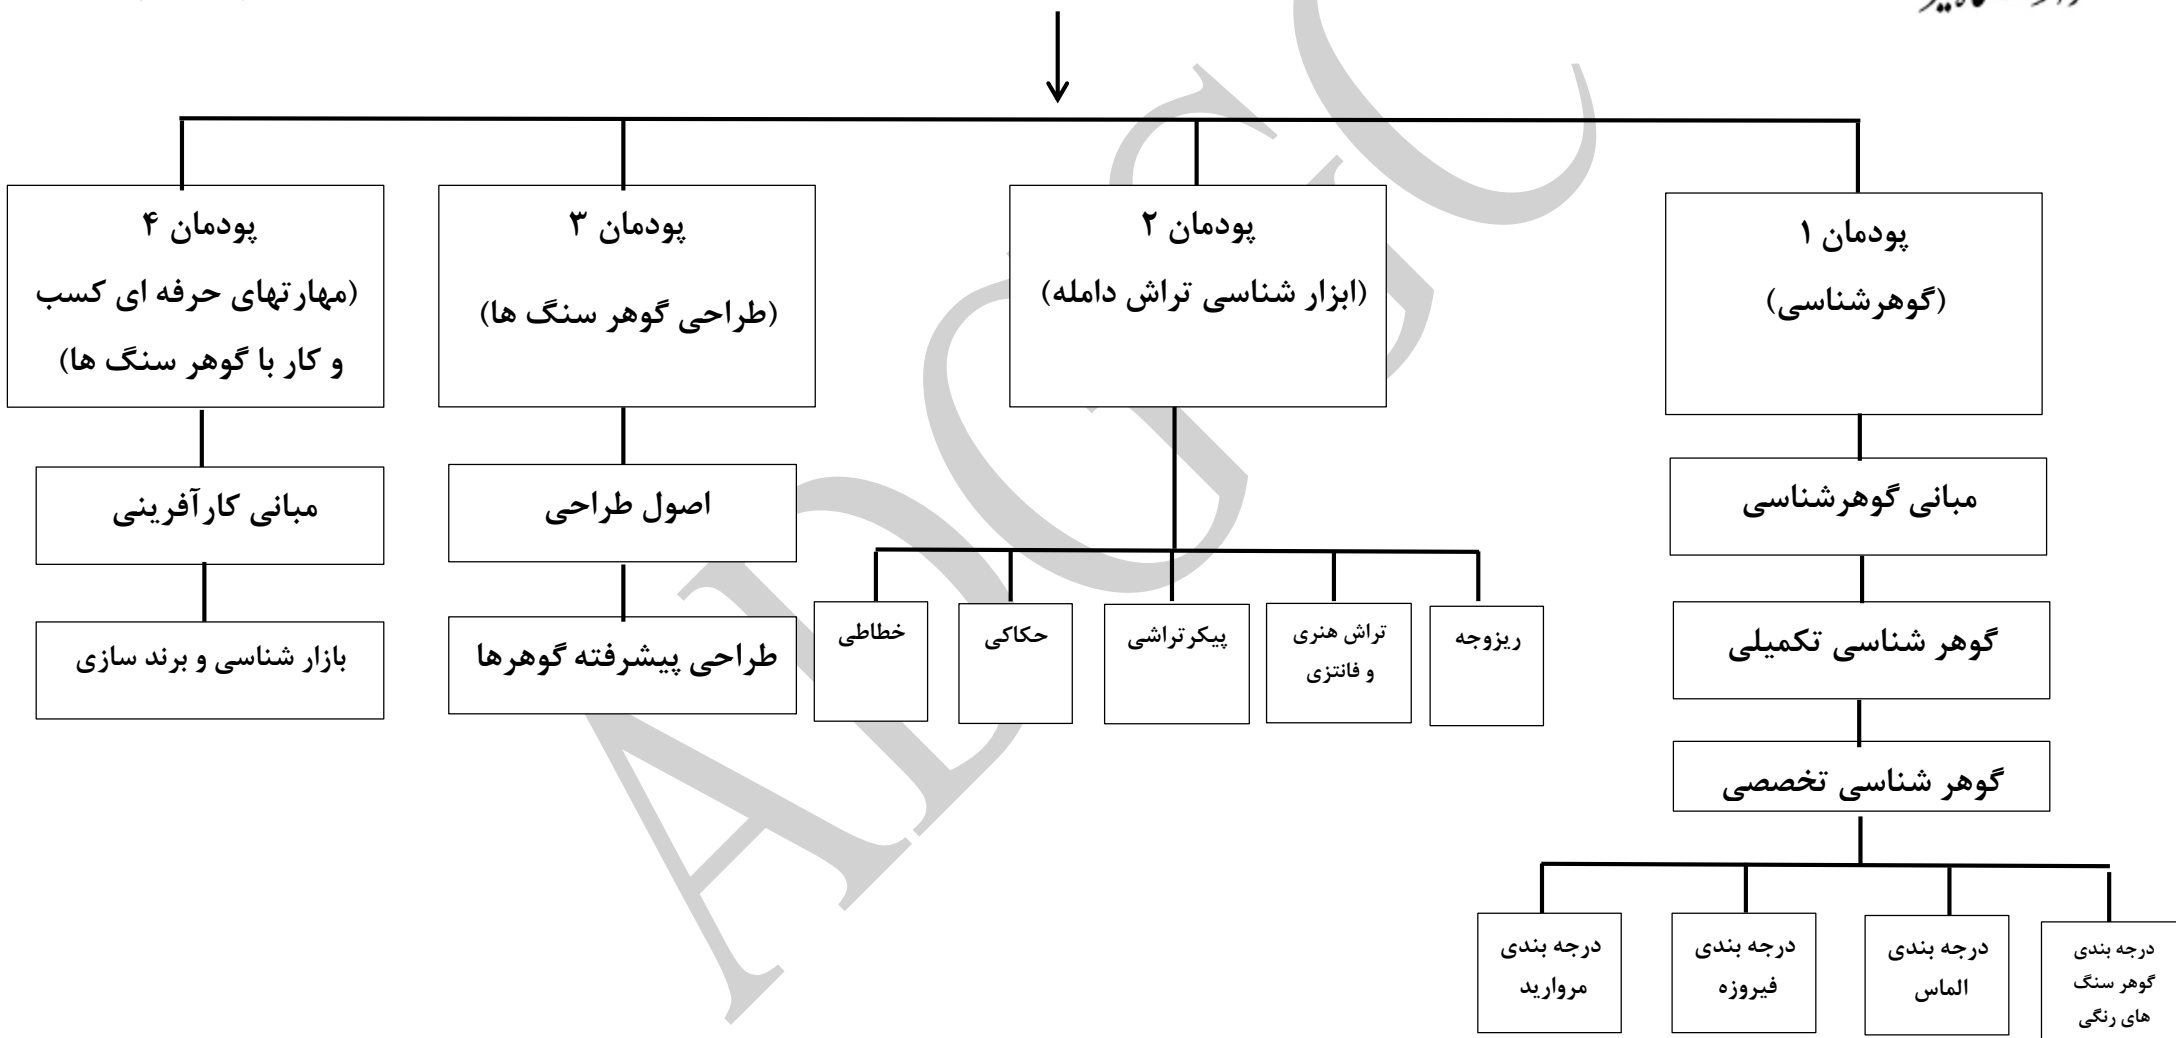 پودمان ۱
(گوهرشناسی)
پودمان ۲
(ابزار شناسی تراش دامله)
پودمان ۳
(طراحی گوهر سنگ ها)
پودمان ۴
(مهارتهای حرفه ای کسب
و کار با گوهر سنگ ها)
مبانی گوهرشناسی
گوهر شناسی تکمیلی
گوهر شناسی تخصصی
درجه بندی
گوهر سنگ
های رنگی
درجه بندی
الماس
درجه بندی
فیروزه
درجه بندی
مروارید
ریزوجه
تراش هنری
و فانتزی
پیکرتراشی
حکاکی
خطاطی
اصول طراحی
طراحی پیشرفته گوهرها
مبانی کارآفرینی
بازار شناسی و برند سازی
ADGGC